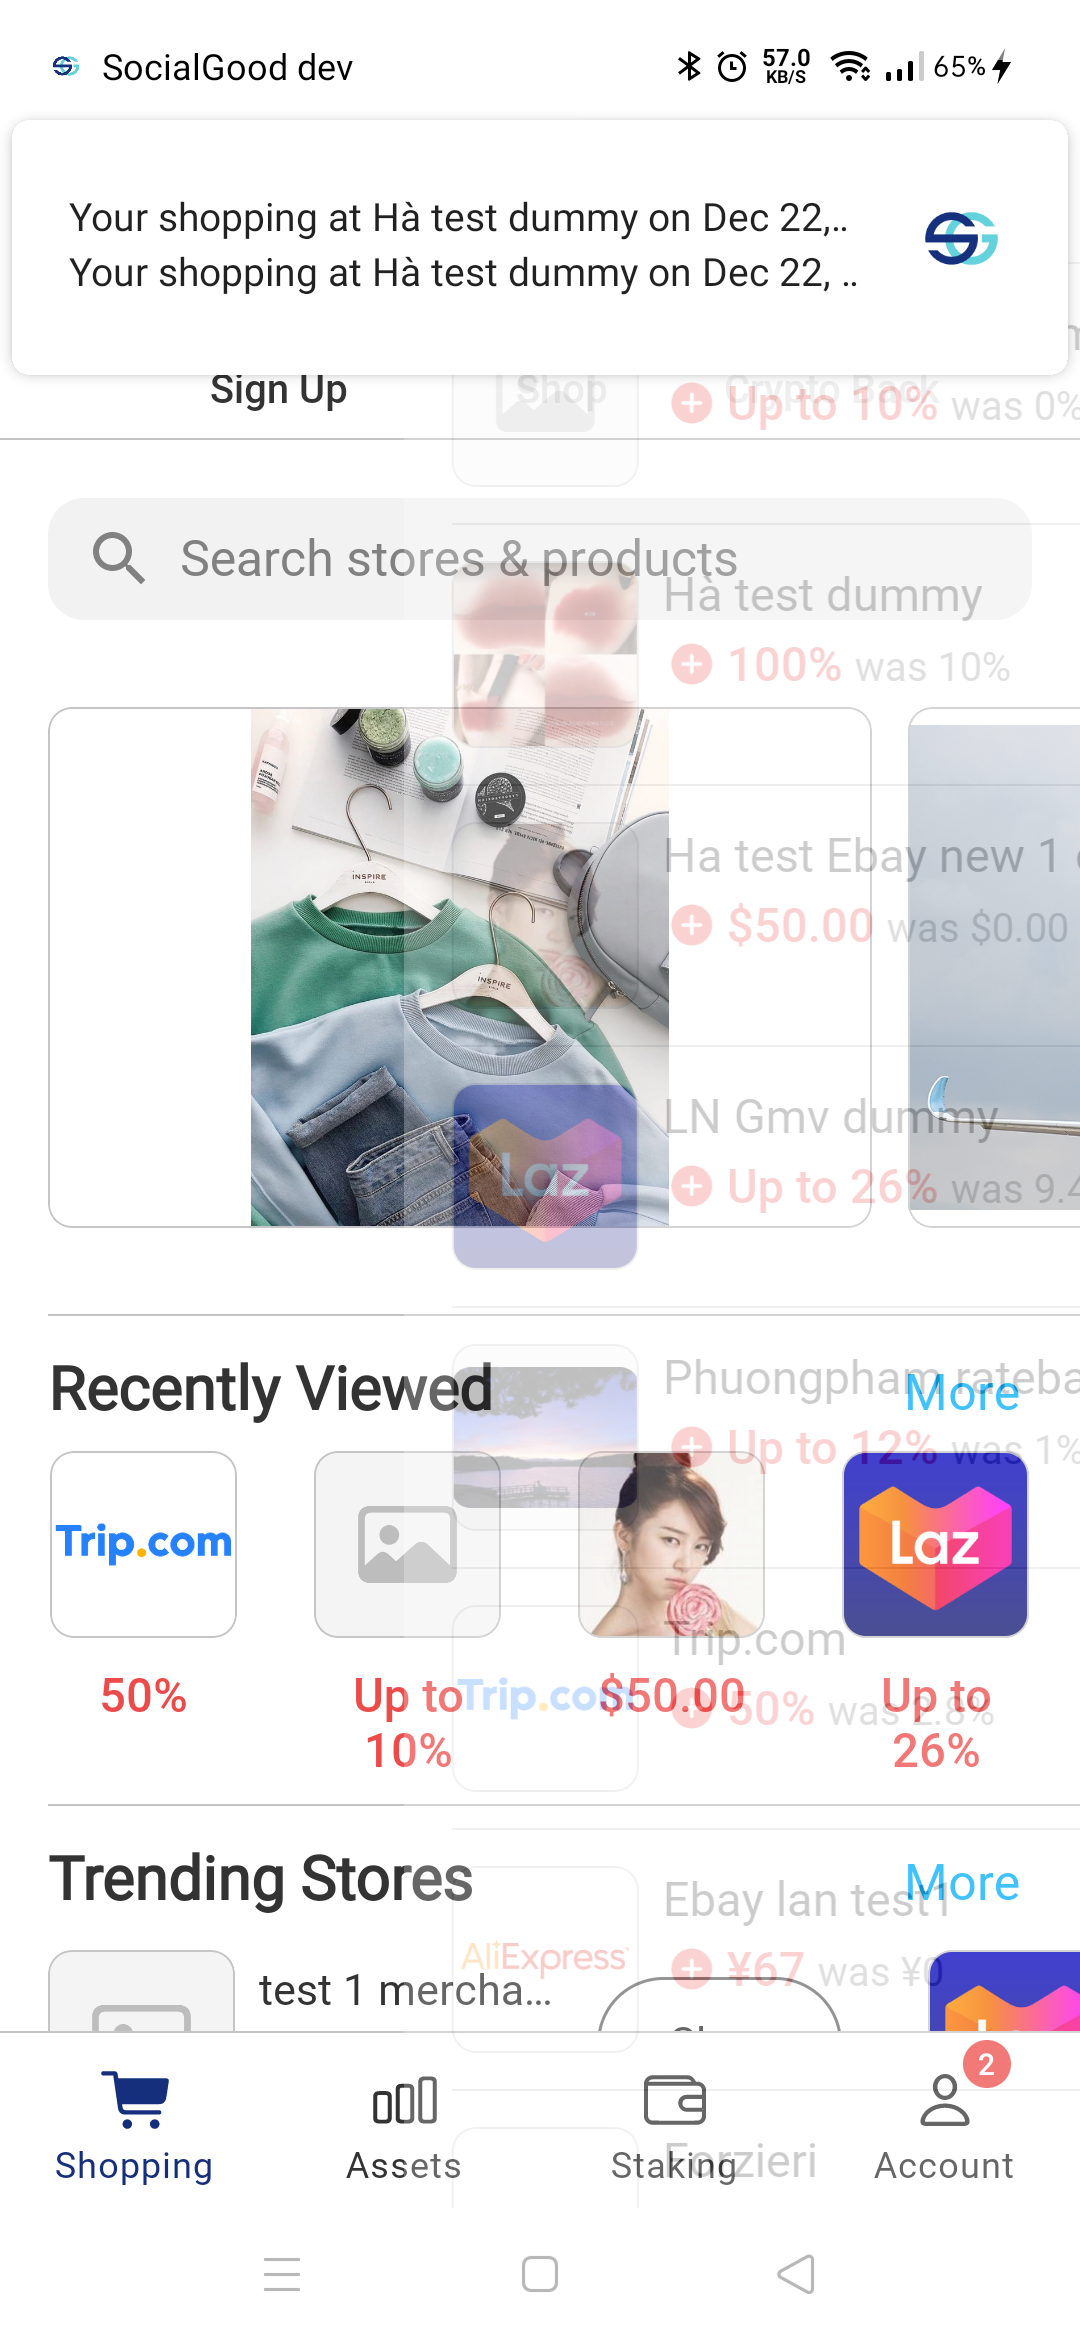 SocialGood dev
57.0
KB/S
65%
Your shopping at Hà test dummy on Dec 22,..
Your shopping at Hà test dummy on Dec 22, ..
Sign Up
Shop
Crypto Back
Up to 10% was 0%
Search stores & products
Hà test dummy
100% was 10%
INSPIRE
INSPIRE
Ha test Ebay new 1
$50.00 was $0.00
LN Gmv dummy
Up to 26% was 9.4
Laz
Recently Viewed
More
Phuongpham rateba
Up to 12% was 1%
Trip.com
Laz
Trip.com
50%
Up to
10%
$50.00
Up to
26%
Trip.com
50% was 2.8%
Trending Stores
More
Ebay lan test1
¥67 was ¥0
AliExpress
test 1 mercha...
2
Shopping
Assets
Staking
Account
Forzieri